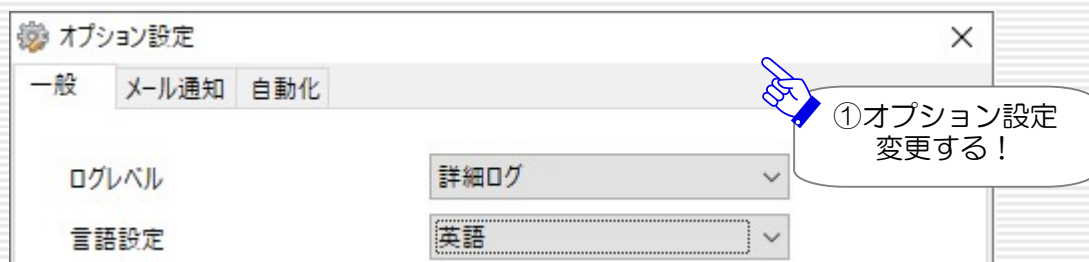 オプション設定
一般 メール通知 自動化
①オプション設定
変更する!
ログレベル 詳細ログ
言語設定 英語